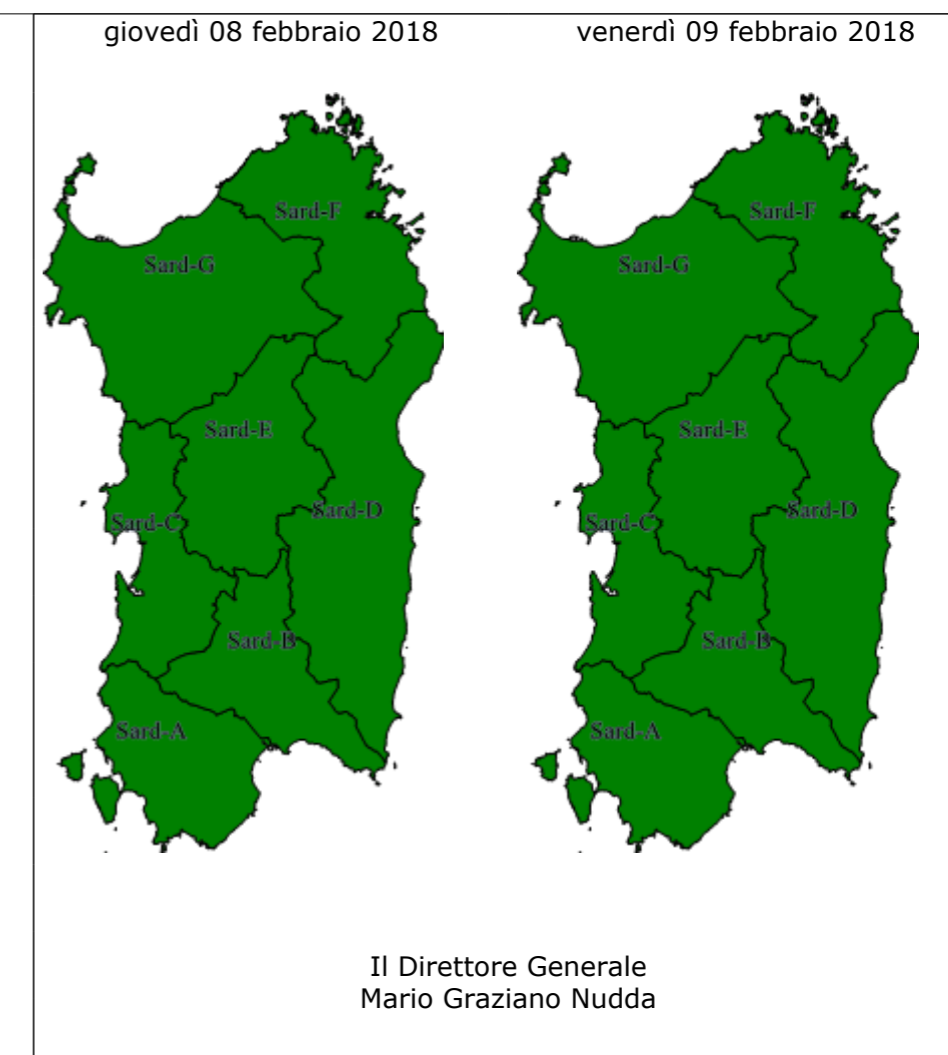 giovedì 08 febbraio 2018
venerdì 09 febbraio 2018
Sard-F
Sard-G
Sard-E
Sard-D
Sard-C
Sard-B
Sard-A
Sard-F
Sard-G
Sard-E
Sard-D
Sard-C
Sard-B
Sard-A
Il Direttore Generale
Mario Graziano Nudda